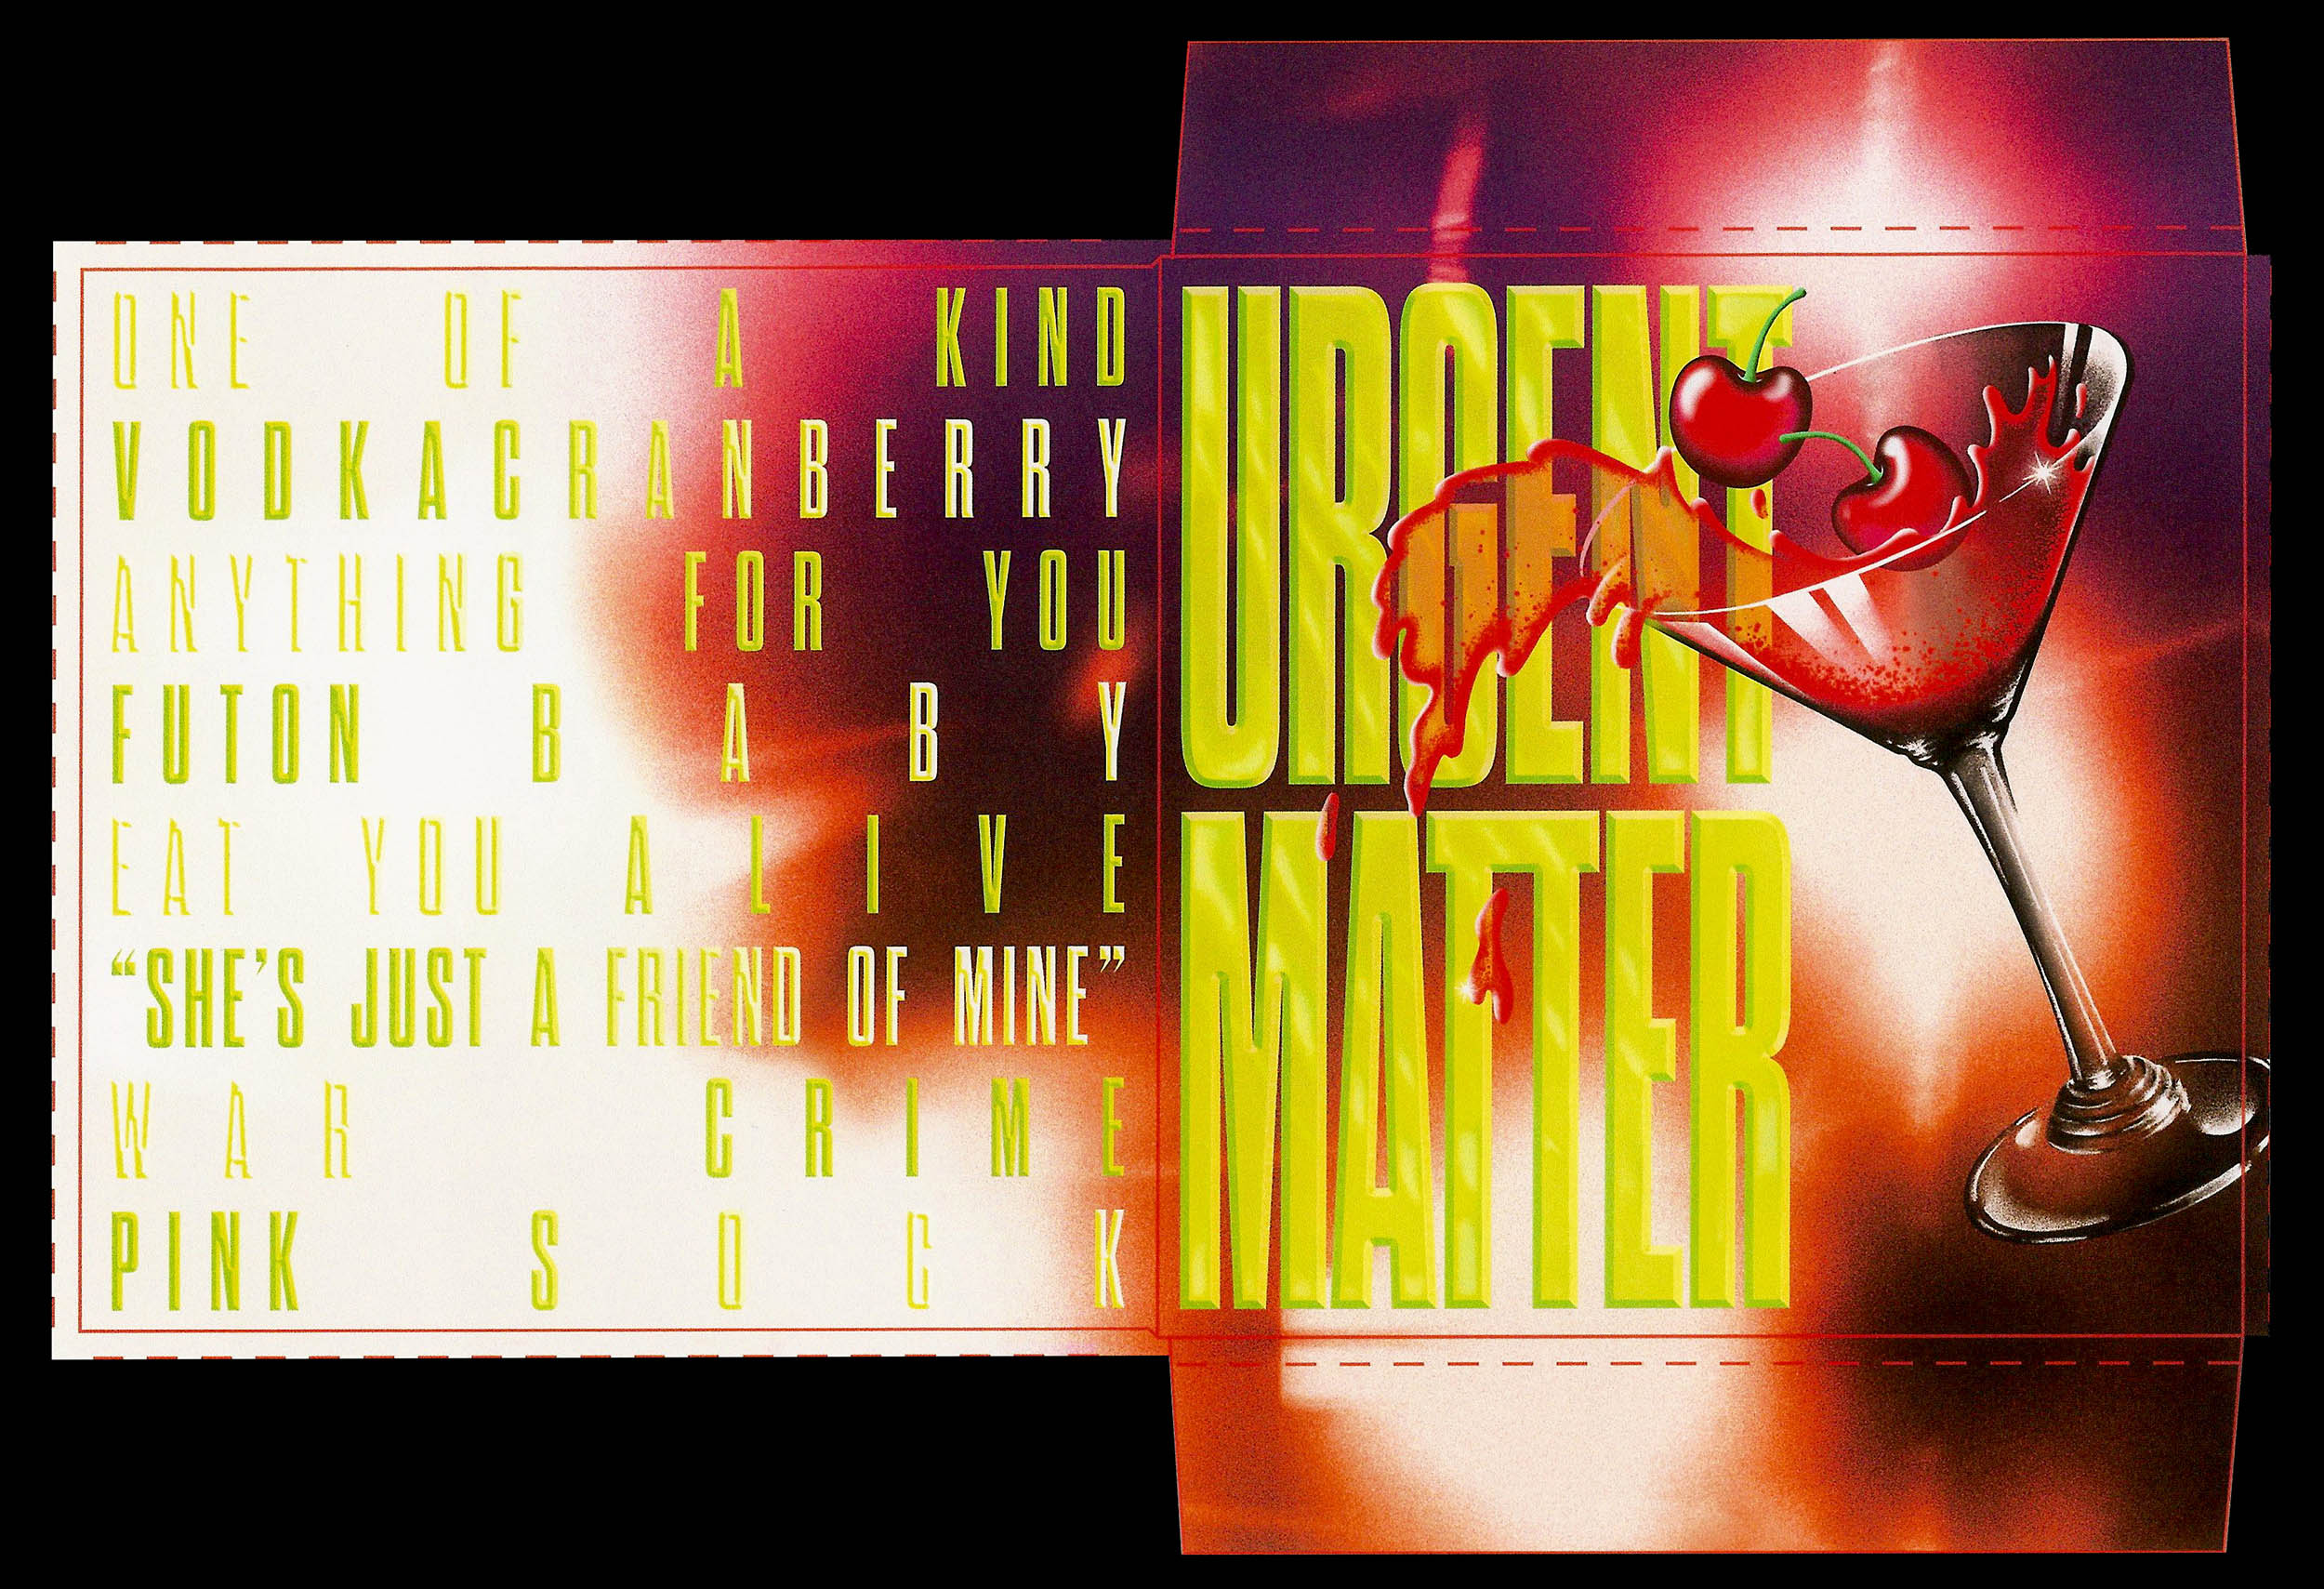 ONE OF A KIND
VODKACRANBERRY
ANYTHING FOR YOU
FUTON BABY
EAT YOU ALIVE
“SHE’S JUST A FRIEND OF MINE”
WAR CRIME
PINK SOCK
URGENT
MATTER